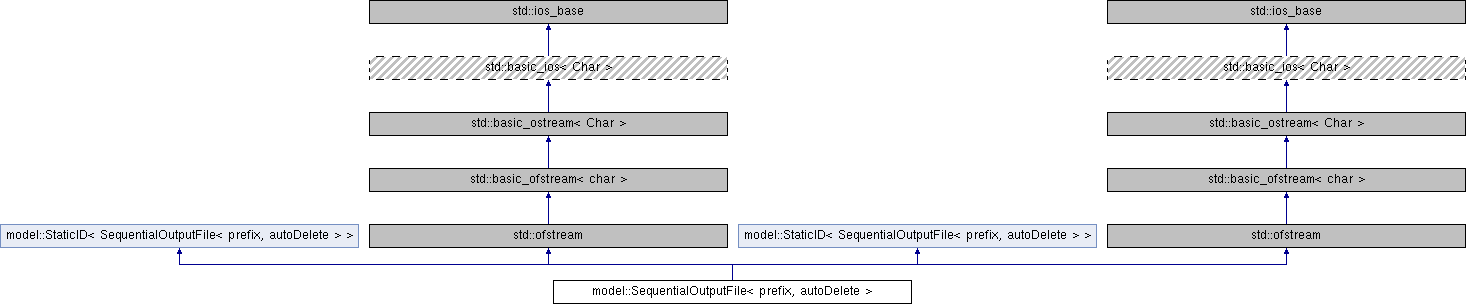 std::ios_base
std::ios_base
std::basic_ios< Char >
std::basic_ios< Char >
std::basic_ostream< Char >
std::basic_ostream< Char >
std::basic_ofstream< char >
std::basic_ofstream< char >
model::StaticID< SequentialOutputFile< prefix, autoDelete > >
std::ofstream
model::StaticID< SequentialOutputFile< prefix, autoDelete > >
std::ofstream
model::SequentialOutputFile< prefix, autoDelete >